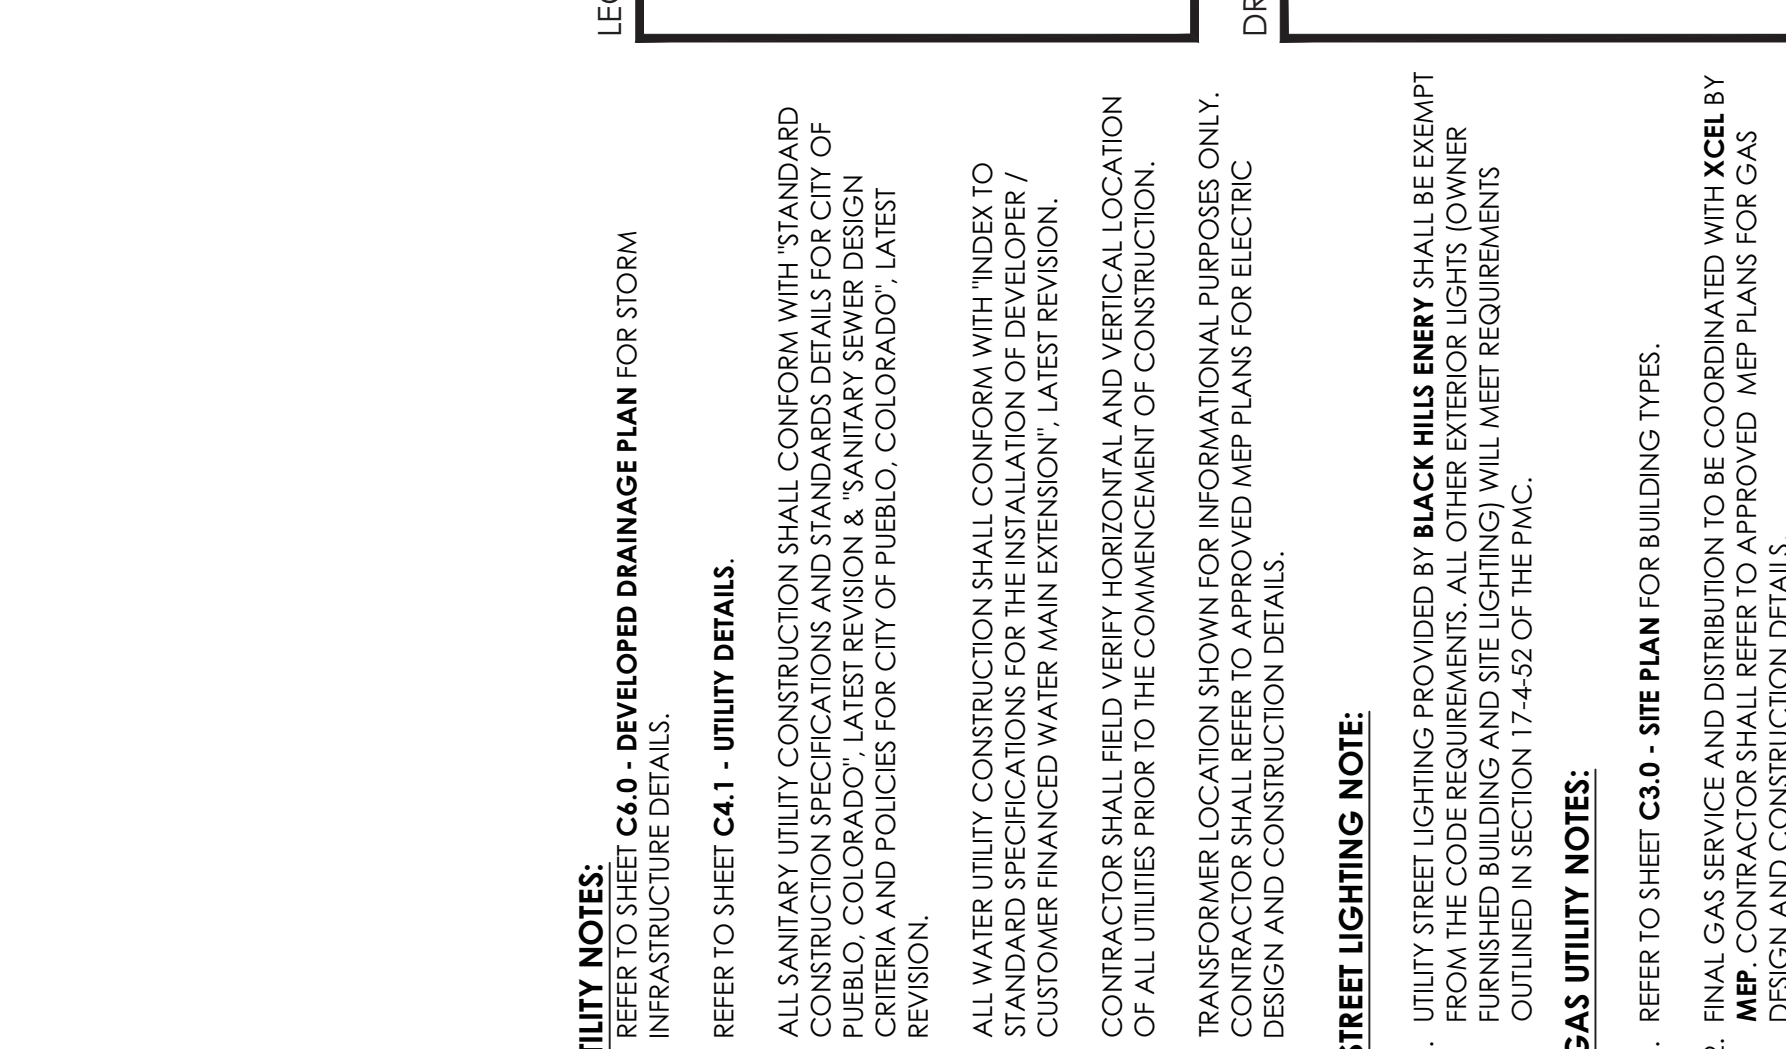 TILITY NOTES:
REFER TO SHEET C6.0 - DEVELOPED DRAINAGE PLAN FOR STORM
INFRASTRUCTURE DETAILS.
REFER TO SHEET C4.1 - UTILITY DETAILS.
ALL SANITARY UTILITY CONSTRUCTION SHALL CONFORM WITH "STANDARD
CONSTRUCTION SPECIFICATIONS AND STANDARDS DETAILS FOR CITY OF
PUEBLO, COLORADO", LATEST REVISION & "SANITARY SEWER DESIGN
CRITERIA AND POLICIES FOR CITY OF PUEBLO, COLORADO", LATEST
REVISION.
ALL WATER UTILITY CONSTRUCTION SHALL CONFORM WITH "INDEX TO
STANDARD SPECIFICATIONS FOR THE INSTALLATION OF DEVELOPER /
CUSTOMER FINANCED WATER MAIN EXTENSION", LATEST REVISION.
CONTRACTOR SHALL FIELD VERIFY HORIZONTAL AND VERTICAL LOCATION
OF ALL UTILITIES PRIOR TO THE COMMENCEMENT OF CONSTRUCTION.
TRANSFORMER LOCATION SHOWN FOR INFORMATIONAL PURPOSES ONLY.
CONTRACTOR SHALL REFER TO APPROVED MEP PLANS FOR ELECTRIC
DESIGN AND CONSTRUCTION DETAILS.
STREET LIGHTING NOTE:
. UTILITY STREET LIGHTING PROVIDED BY BLACK HILLS ENERY SHALL BE EXEMPT
FROM THE CODE REQUIREMENTS. ALL OTHER EXTERIOR LIGHTS (OWNER
FURNISHED BUILDING AND SITE LIGHTING) WILL MEET REQUIREMENTS
OUTLINED IN SECTION 17-4-52 OF THE PMC.
GAS UTILITY NOTES:
. REFER TO SHEET C3.0 - SITE PLAN FOR BUILDING TYPES.
2. FINAL GAS SERVICE AND DISTRIBUTION TO BE COORDINATED WITH XCEL BY
MEP. CONTRACTOR SHALL REFER TO APPROVED MEP PLANS FOR GAS
DESIGN AND CONSTRUCTION DETAILS.